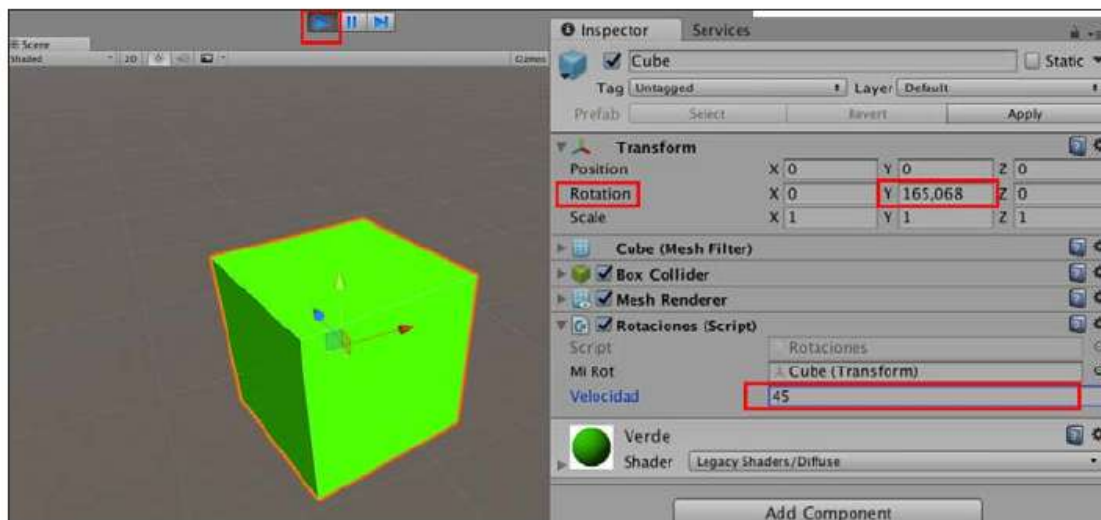 Scene
Shaded 2D Gizmos
Inspector Services
Cube Static
Tag Untagged Layer Default
Prefab Select Revert Apply
Transform
Position X 0 Y 0 Z 0
Rotation X 0 Y 165,068 Z 0
Scale X 1 Y 1 Z 1
Cube (Mesh Filter)
Box Collider
Mesh Renderer
Rotaciones (Script)
Script Rotaciones
Mi Rot Cube (Transform)
Velocidad 45
Verde
Shader Legacy Shaders/Diffuse
Add Component